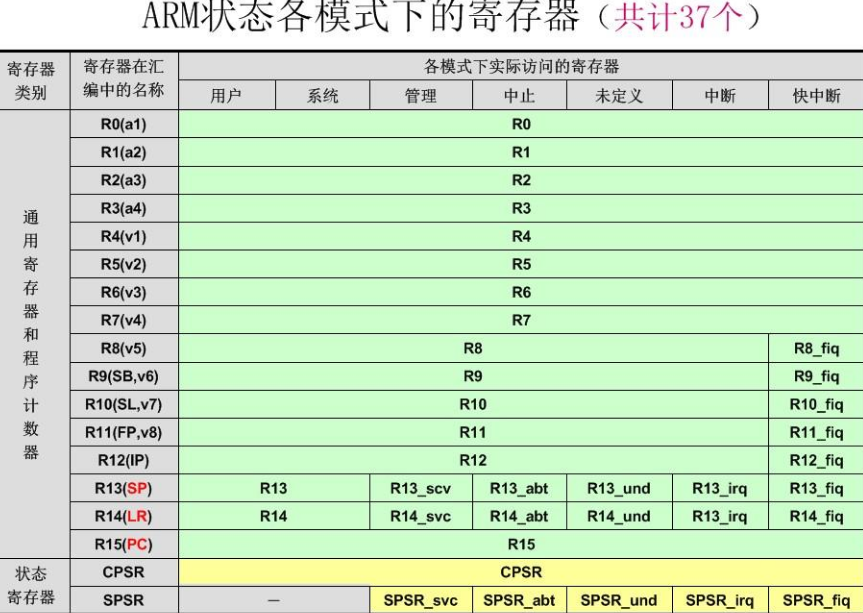 ARM状态各模式下的寄存器（共计37个）
寄存器类别 寄存器在汇编中的名称 各模式下实际访问的寄存器
用户 系统 管理 中止 未定义 中断 快中断
通用寄存器和程序计数器
R0(a1) R0
R1(a2) R1
R2(a3) R2
R3(a4) R3
R4(v1) R4
R5(v2) R5
R6(v3) R6
R7(v4) R7
R8(v5) R8 R8_fiq
R9(SB,v6) R9 R9_fiq
R10(SL,v7) R10 R10_fiq
R11(FP,v8) R11 R11_fiq
R12(IP) R12 R12_fiq
R13(SP) R13 R13_scv R13_abt R13_und R13_irq R13_fiq
R14(LR) R14 R14_svc R14_abt R14_und R13_irq R14_fiq
R15(PC) R15
状态寄存器
CPSR CPSR
SPSR — SPSR_svc SPSR_abt SPSR_und SPSR_irq SPSR_fiq